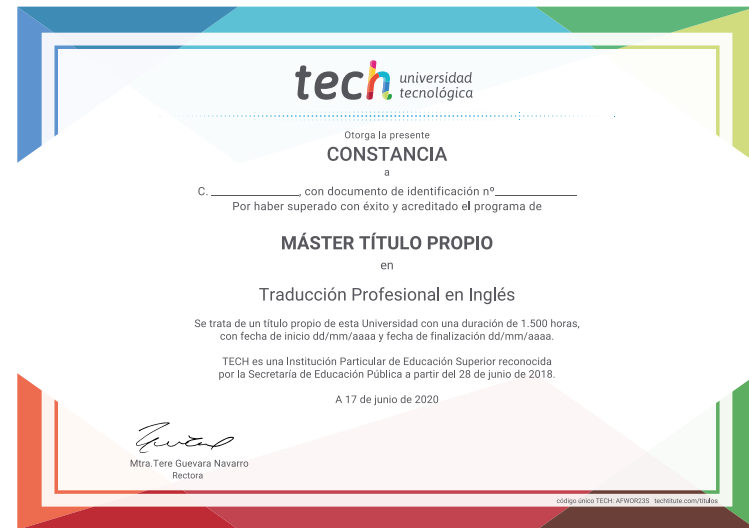 tech universidad
tecnológica
Otorga la presente
CONSTANCIA
a
C. ________________, con documento de identificación nº______________
Por haber superado con éxito y acreditado el programa de
MÁSTER TÍTULO PROPIO
en
Traducción Profesional en Inglés
Se trata de un título propio de esta Universidad con una duración de 1.500 horas,
con fecha de inicio dd/mm/aaaa y fecha de finalización dd/mm/aaaa.
TECH es una Institución Particular de Educación Superior reconocida
por la Secretaría de Educación Pública a partir del 28 de junio de 2018.
A 17 de junio de 2020
Mtra.Tere Guevara Navarro
Rectora
código único TECH: AFWOR23S techtitute.com/titulos